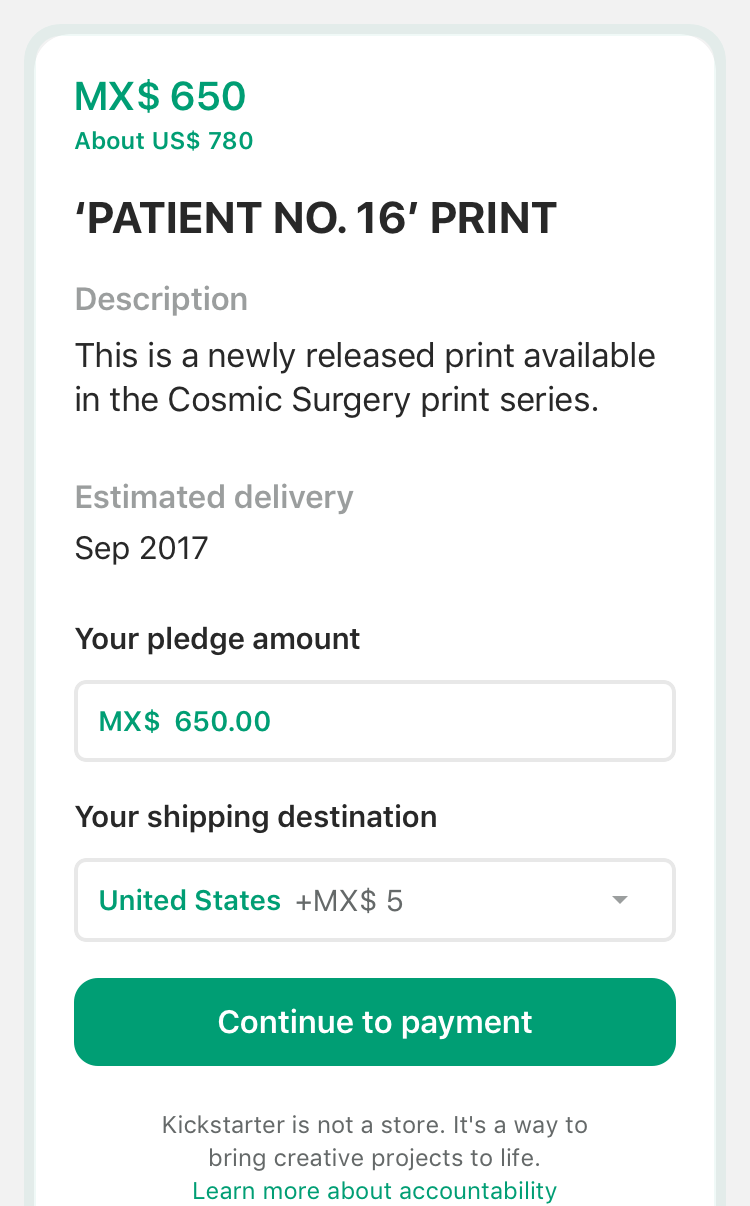 MX$ 650
About US$ 780
‘PATIENT NO. 16’ PRINT
Description
This is a newly released print available
in the Cosmic Surgery print series.
Estimated delivery
Sep 2017
Your pledge amount
MX$ 650.00
Your shipping destination
United States +MX$ 5
Continue to payment
Kickstarter is not a store. It's a way to
bring creative projects to life.
Learn more about accountability